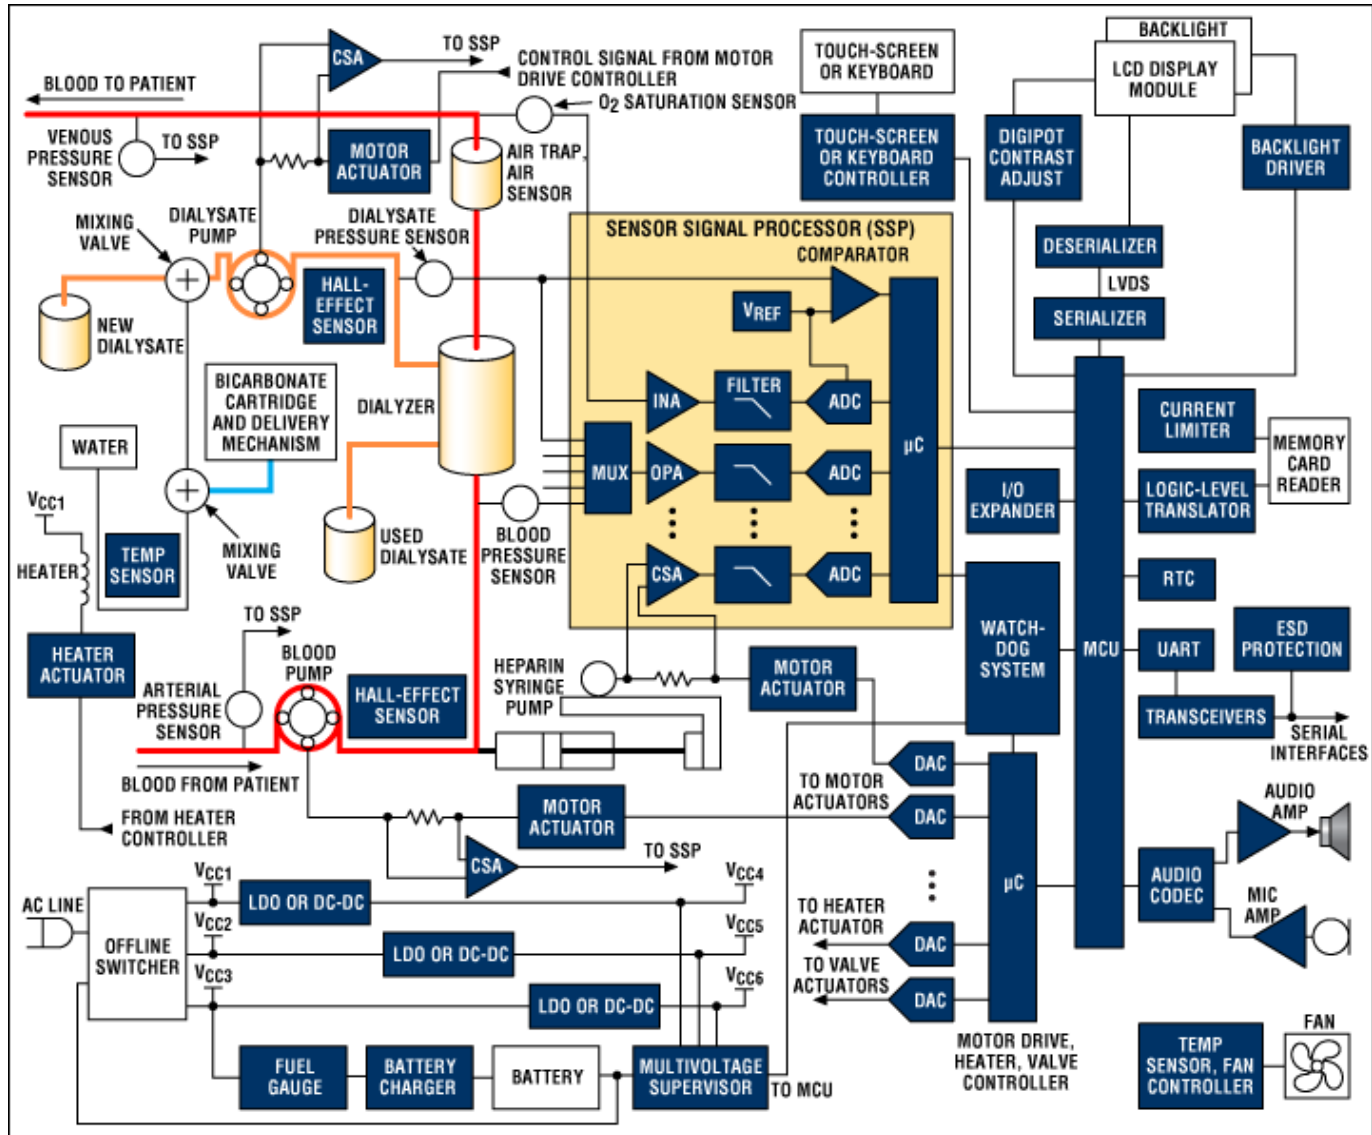 BACKLIGHT
LCD DISPLAY
MODULE
TOUCH-SCREEN
OR KEYBOARD
TO SSP
CSA
CONTROL SIGNAL FROM MOTOR
DRIVE CONTROLLER
BLOOD TO PATIENT
O2 SATURATION SENSOR
VENOUS
PRESSURE
SENSOR
TO SSP
MOTOR
ACTUATOR
AIR TRAP,
AIR
SENSOR
TOUCH-SCREEN
OR KEYBOARD
CONTROLLER
DIGIPOT
CONTRAST
ADJUST
BACKLIGHT
DRIVER
MIXING
VALVE
DIALYSATE
PUMP
DIALYSATE
PRESSURE SENSOR
SENSOR SIGNAL PROCESSOR (SSP)
COMPARATOR
DESERIALIZER
LVDS
SERIALIZER
HALL-
EFFECT
SENSOR
VREF
NEW
DIALYSATE
BICARBONATE
CARTRIDGE
AND DELIVERY
MECHANISM
DIALYZER
INA
FILTER
ADC
µC
CURRENT
LIMITER
MEMORY
CARD
READER
WATER
MUX
OPA
ADC
I/O
EXPANDER
LOGIC-LEVEL
TRANSLATOR
VCC1
HEATER
TEMP
SENSOR
MIXING
VALVE
USED
DIALYSATE
BLOOD
PRESSURE
SENSOR
CSA
ADC
RTC
TO SSP
HEATER
ACTUATOR
BLOOD
PUMP
ARTERIAL
PRESSURE
SENSOR
HALL-EFFECT
SENSOR
HEPARIN
SYRINGE
PUMP
MOTOR
ACTUATOR
WATCH-
DOG
SYSTEM
MCU
UART
ESD
PROTECTION
TRANSCEIVERS
SERIAL
INTERFACES
BLOOD FROM PATIENT
FROM HEATER
CONTROLLER
MOTOR
ACTUATOR
TO MOTOR
ACTUATORS
DAC
DAC
CSA
TO SSP
µC
AUDIO
AMP
AUDIO
CODEC
MIC
AMP
AC LINE
OFFLINE
SWITCHER
VCC1
LDO OR DC-DC
VCC4
VCC2
LDO OR DC-DC
VCC5
VCC3
LDO OR DC-DC
VCC6
TO HEATER
ACTUATOR
DAC
TO VALVE
ACTUATORS
DAC
FUEL
GAUGE
BATTERY
CHARGER
BATTERY
MULTIVOLTAGE
SUPERVISOR
TO MCU
MOTOR DRIVE,
HEATER, VALVE
CONTROLLER
TEMP
SENSOR, FAN
CONTROLLER
FAN